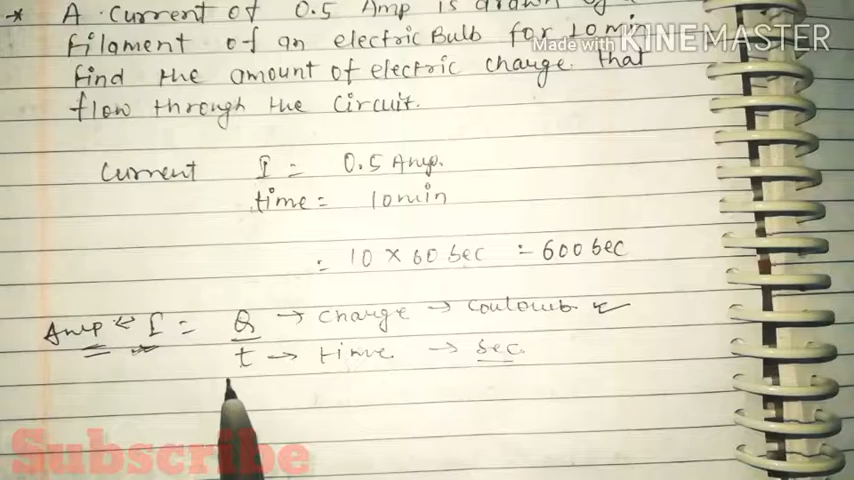 -* A Current of 0.5 Amp is drawn by a
Filament of an electric Bulb for 10 min
Made with KINEMASTER
find the amount of electric charge that
flow through the circuit.
Current I = 0.5 Amp.
time = 10 min
= 10 × 60 Sec = 600 Sec
Amp ← I = Q → Charge → Coulomb
t → time → Sec
Subscribe